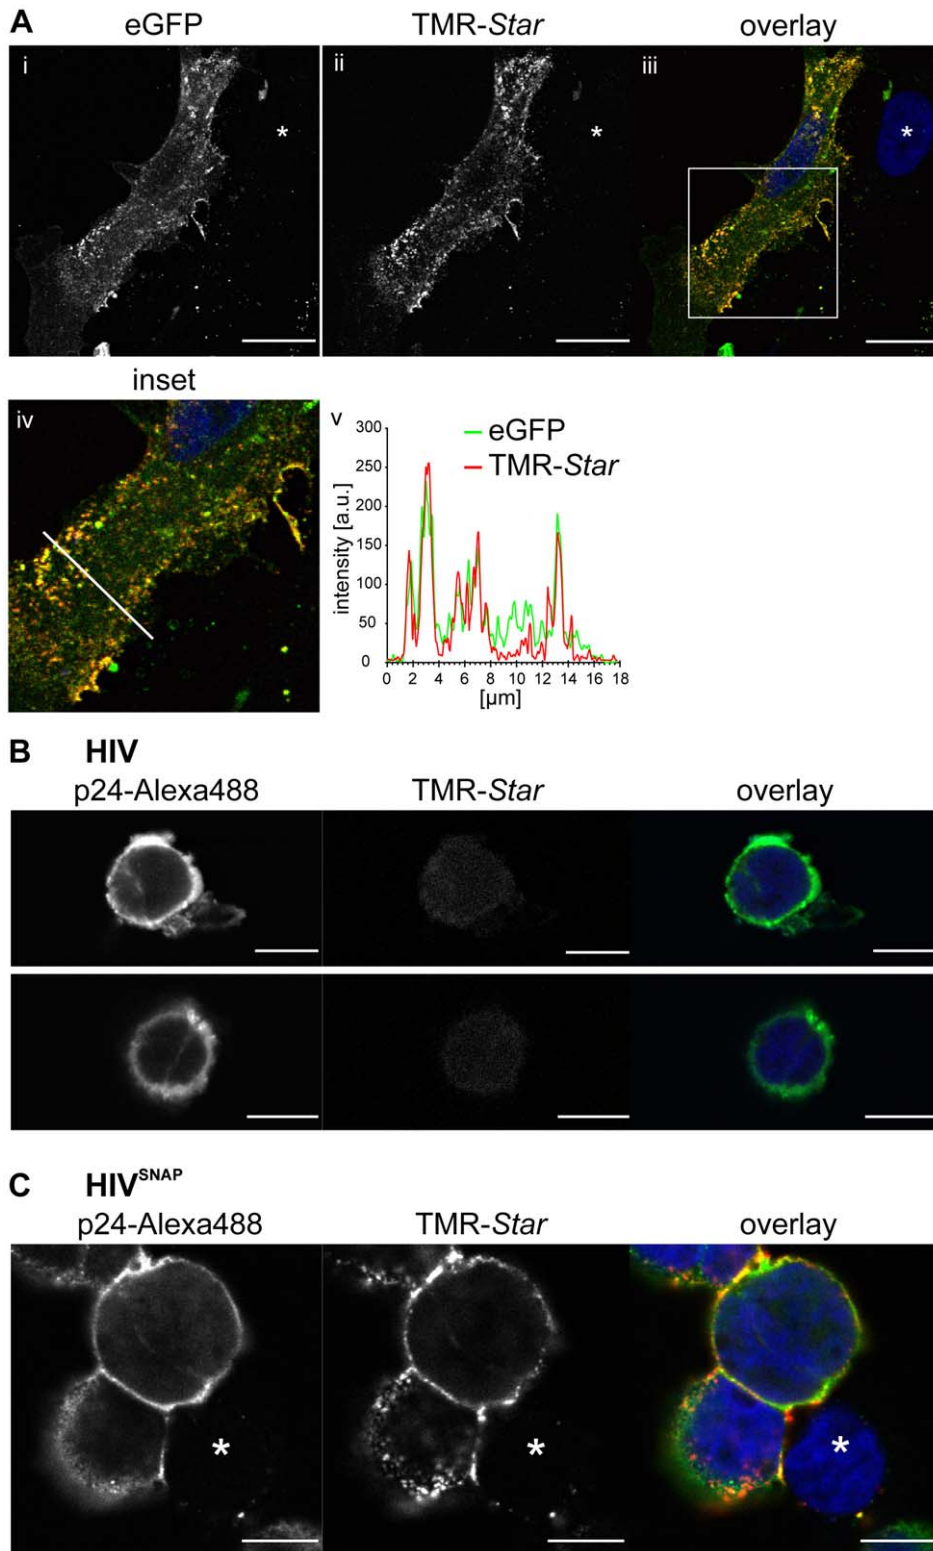 A
eGFP TMR-Star overlay
i ii iii
* * *
inset
iv v
300
250
200
150
100
50
0
intensity [a.u.]
eGFP
TMR-Star
0 2 4 6 8 10 12 14 16 18
[µm]
B HIV
p24-Alexa488 TMR-Star overlay
C HIVSNAP
p24-Alexa488 TMR-Star overlay
* * *